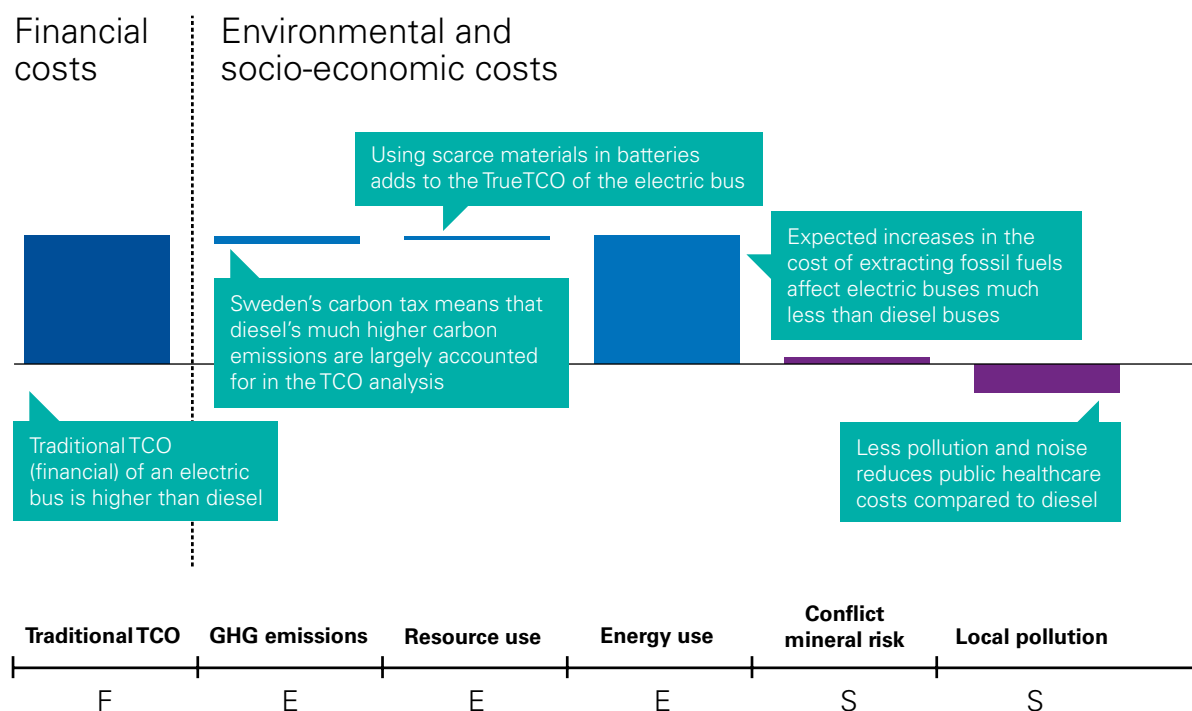 Financial
costs
Environmental and
socio-economic costs
Using scarce materials in batteries
adds to the TrueTCO of the electric bus
Expected increases in the
cost of extracting fossil fuels
affect electric buses much
less than diesel buses
Sweden's carbon tax means that
diesel's much higher carbon
emissions are largely accounted
for in the TCO analysis
Traditional TCO
(financial) of an electric
bus is higher than diesel
Less pollution and noise
reduces public healthcare
costs compared to diesel
Traditional TCO
GHG emissions
Resource use
Energy use
Conflict
mineral risk
Local pollution
F
E
E
E
S
S